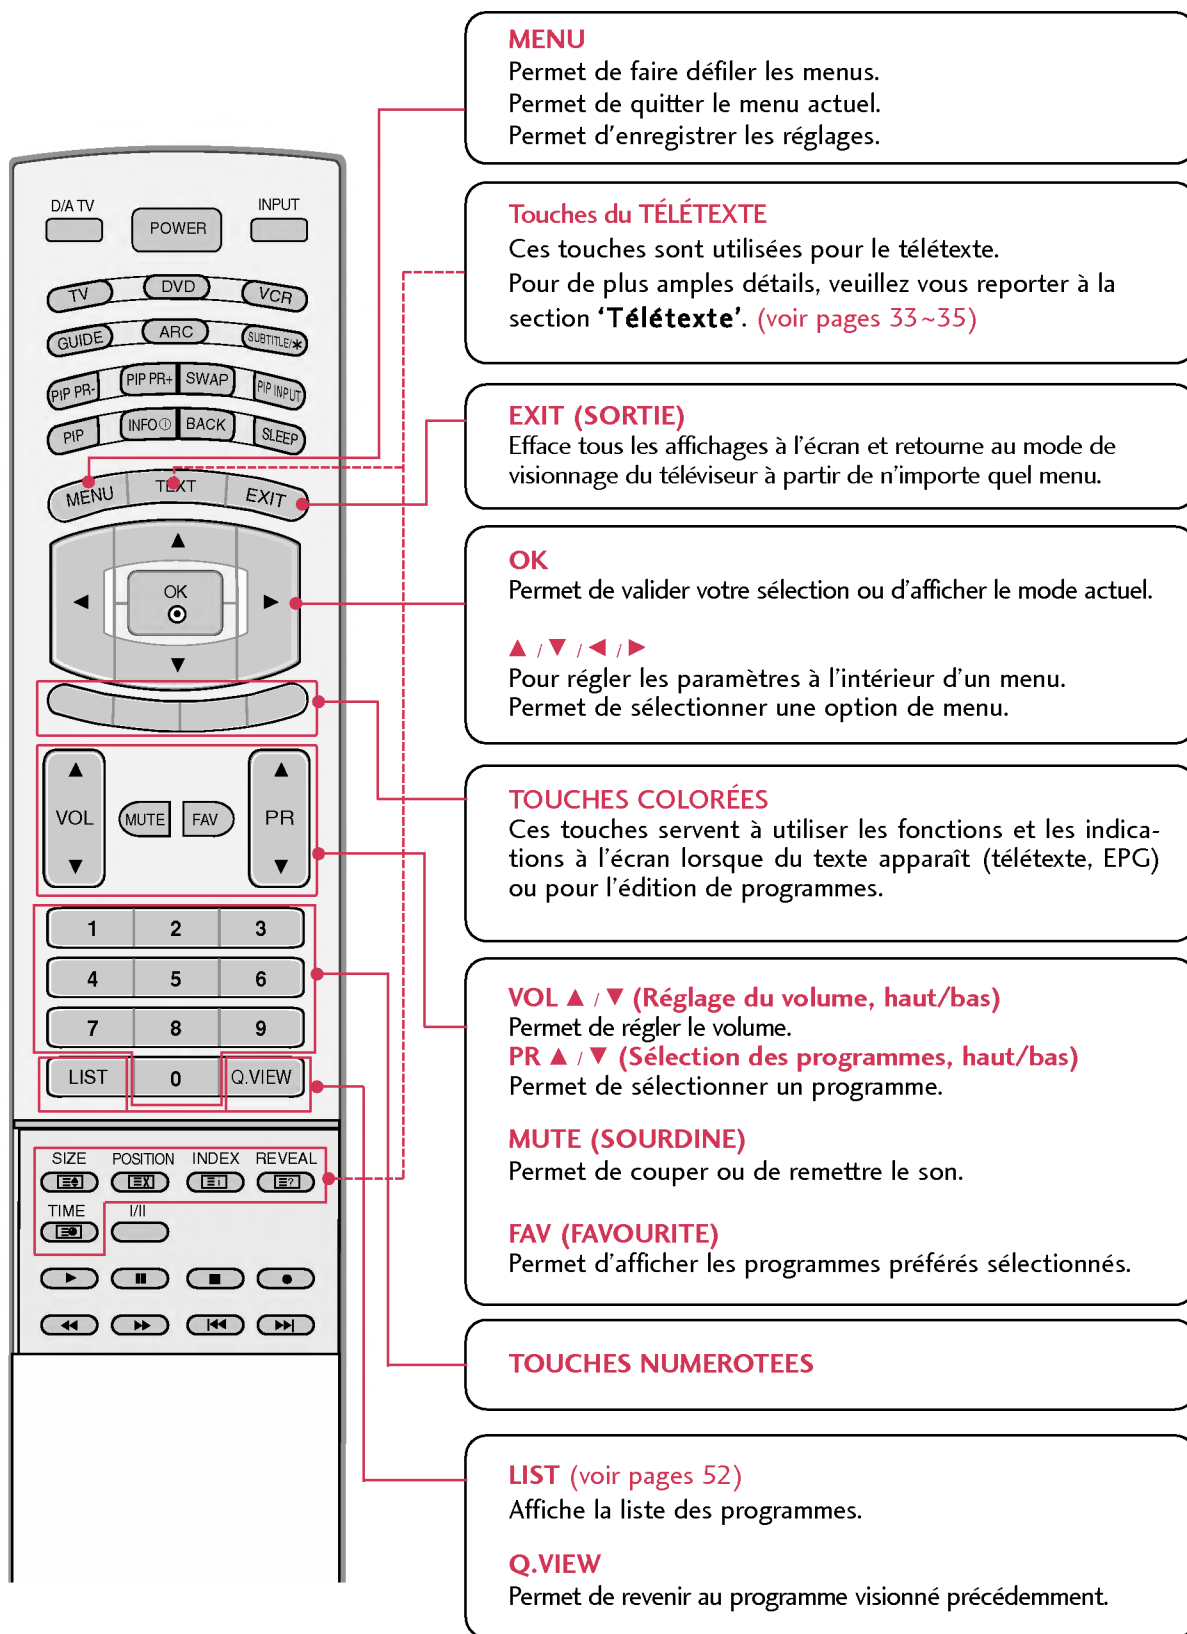 MENU
Permet de faire défiler les menus.
Permet de quitter le menu actuel.
Permet d'enregistrer les réglages.
Touches du TÉLÉTEXTE
Ces touches sont utilisées pour le télétexte.
Pour de plus amples détails, veuillez vous reporter à la
section 'Télétexte'. (voir pages 33~35)
EXIT (SORTIE)
Efface tous les affichages à l'écran et retourne au mode de
visionnage du téléviseur à partir de n'importe quel menu.
OK
Permet de valider votre sélection ou d'afficher le mode actuel.
▲ / ▼ / ◄ / ►
Pour régler les paramètres à l'intérieur d'un menu.
Permet de sélectionner une option de menu.
TOUCHES COLORÉES
Ces touches servent à utiliser les fonctions et les indica-
tions à l'écran lorsque du texte apparaît (télétexte, EPG)
ou pour l'édition de programmes.
VOL ▲ / ▼ (Réglage du volume, haut/bas)
Permet de régler le volume.
PR ▲ / ▼ (Sélection des programmes, haut/bas)
Permet de sélectionner un programme.
MUTE (SOURDINE)
Permet de couper ou de remettre le son.
FAV (FAVOURITE)
Permet d'afficher les programmes préférés sélectionnés.
TOUCHES NUMEROTEES
LIST (voir pages 52)
Affiche la liste des programmes.
Q.VIEW
Permet de revenir au programme visionné précédemment.
D/A TV POWER INPUT
TV DVD VCR
GUIDE ARC SUBTITLE/*
PIP PR- PIP PR+ SWAP PIP INPUT
PIP INFO i BACK SLEEP
MENU TEXT EXIT
OK
VOL MUTE FAV PR
1 2 3
4 5 6
7 8 9
LIST 0 Q.VIEW
SIZE POSITION INDEX REVEAL
TIME I/II